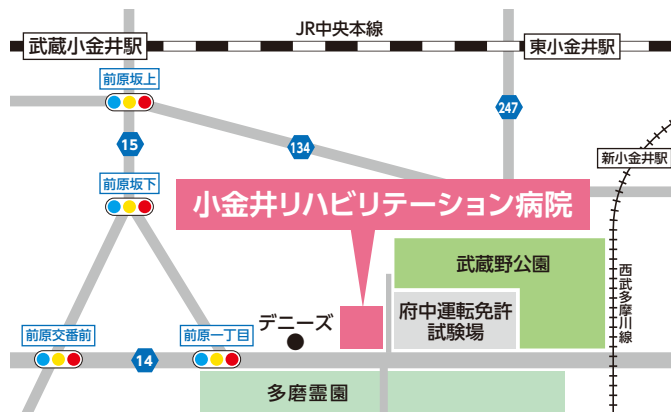 JR中央本線
武蔵小金井駅
東小金井駅
前原坂上
247
15
134
新小金井駅
前原坂下
小金井リハビリテーション病院
武蔵野公園
西武多摩川線
府中運転免許
試験場
デニーズ
前原交番前
前原一丁目
14
多磨霊園